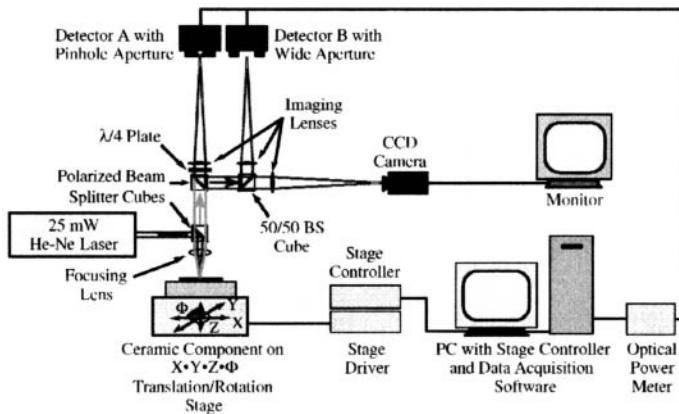 Detector A with
Pinhole Aperture
Detector B with
Wide Aperture
Imaging
Lenses
λ/4 Plate
CCD
Camera
Polarized Beam
Splitter Cubes
Monitor
25 mW
He-Ne Laser
50/50 BS
Cube
Focusing
Lens
Stage
Controller
Φ
Y
X
Z
Ceramic Component on
X•Y•Z•Φ
Translation/Rotation
Stage
Stage
Driver
PC with Stage Controller
and Data Acquisition
Software
Optical
Power
Meter